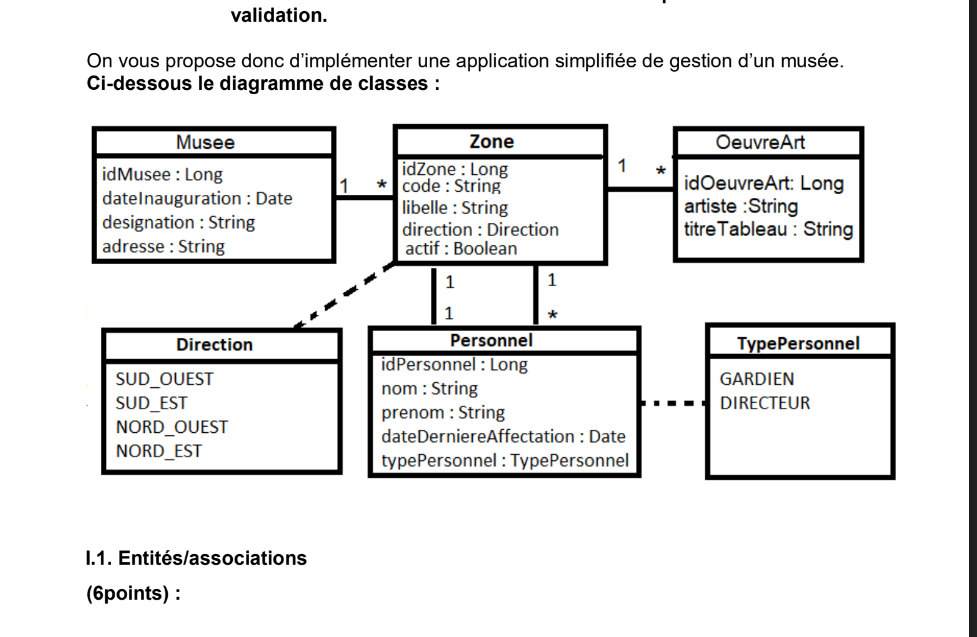 validation.
On vous propose donc d’implémenter une application simplifiée de gestion d’un musée.
Ci-dessous le diagramme de classes :
Musee
idMusee : Long
dateInauguration : Date
designation : String
adresse : String
1 *
Zone
idZone : Long
code : String
libelle : String
direction : Direction
actif : Boolean
1 *
OeuvreArt
idOeuvreArt: Long
artiste :String
titreTableau : String
1
1
1
*
Direction
SUD_OUEST
SUD_EST
NORD_OUEST
NORD_EST
Personnel
idPersonnel : Long
nom : String
prenom : String
dateDerniereAffectation : Date
typePersonnel : TypePersonnel
TypePersonnel
GARDIEN
DIRECTEUR
I.1. Entités/associations
(6points) :